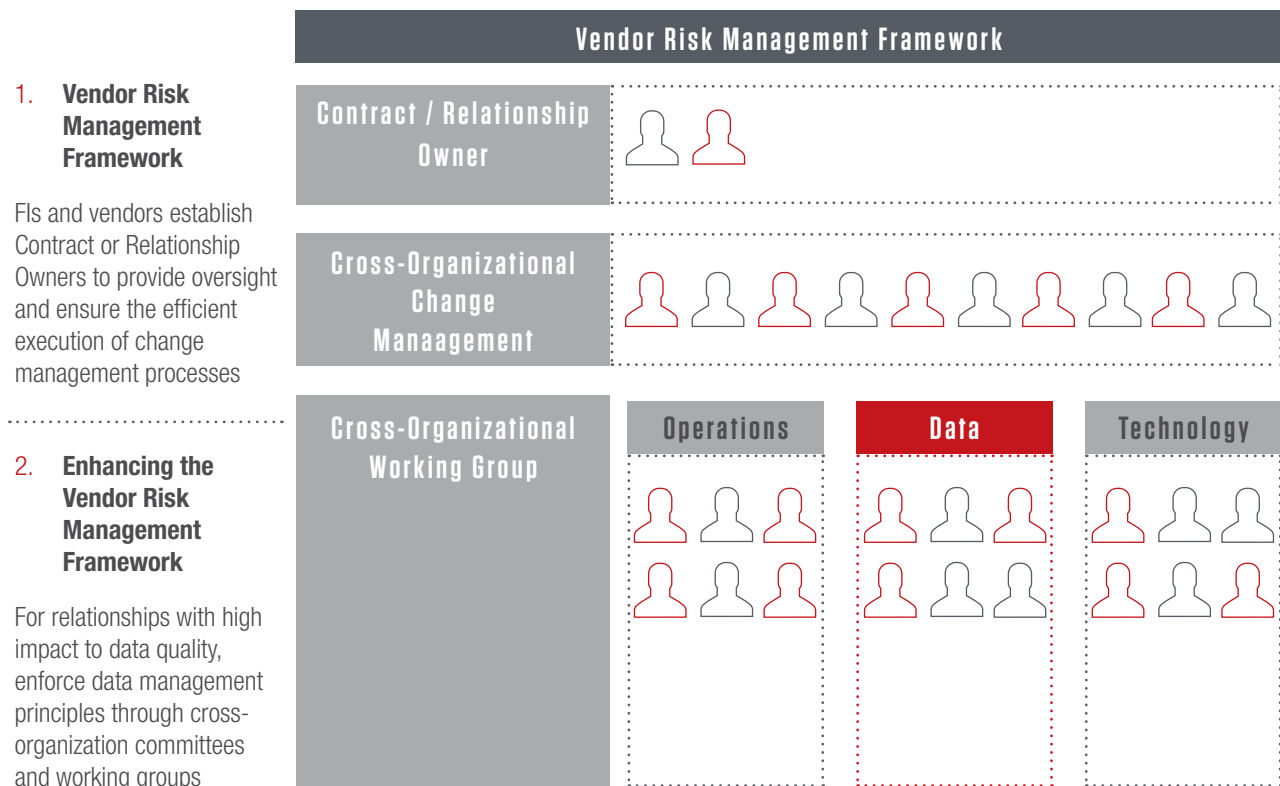 Vendor Risk Management Framework
1. Vendor Risk
Management
Framework
FIs and vendors establish
Contract or Relationship
Owners to provide oversight
and ensure the efficient
execution of change
management processes
2. Enhancing the
Vendor Risk
Management
Framework
For relationships with high
impact to data quality,
enforce data management
principles through cross-
organization committees
and working groups
Contract / Relationship
Owner
Cross-Organizational
Change
Manaagement
Cross-Organizational
Working Group
Operations
Data
Technology